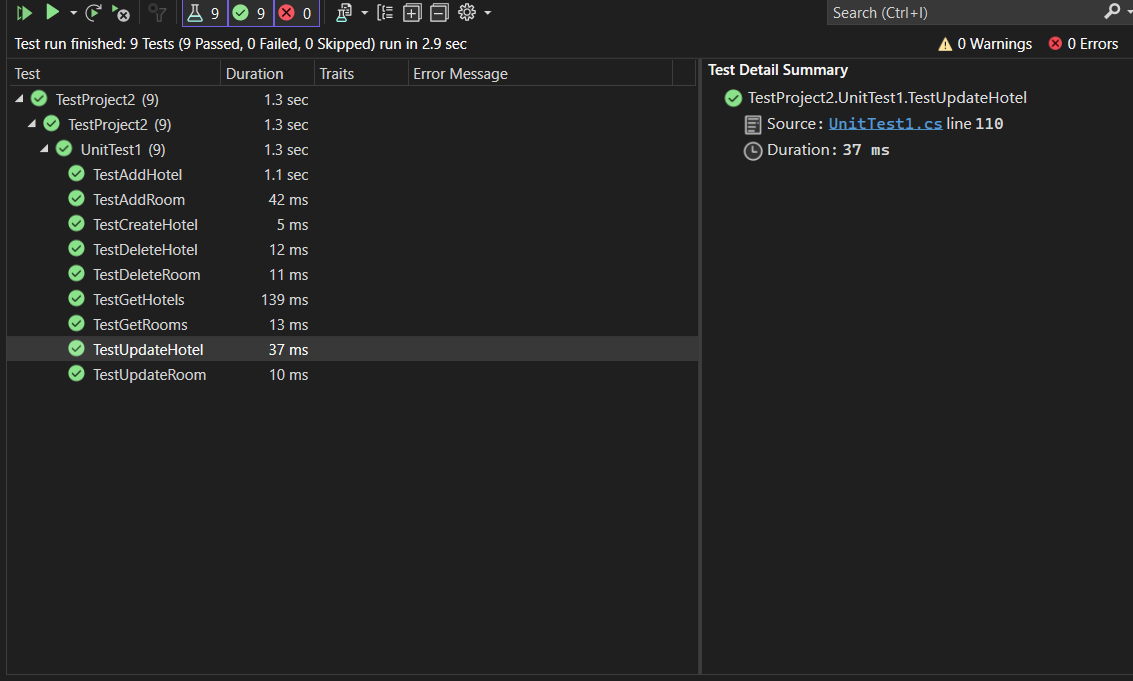 9 9 0 Search (Ctrl+I)
Test run finished: 9 Tests (9 Passed, 0 Failed, 0 Skipped) run in 2.9 sec 0 Warnings 0 Errors
Test Duration Traits Error Message
TestProject2 (9) 1.3 sec
TestProject2 (9) 1.3 sec
UnitTest1 (9) 1.3 sec
TestAddHotel 1.1 sec
TestAddRoom 42 ms
TestCreateHotel 5 ms
TestDeleteHotel 12 ms
TestDeleteRoom 11 ms
TestGetHotels 139 ms
TestGetRooms 13 ms
TestUpdateHotel 37 ms
TestUpdateRoom 10 ms
Test Detail Summary
TestProject2.UnitTest1.TestUpdateHotel
Source: UnitTest1.cs line 110
Duration: 37 ms